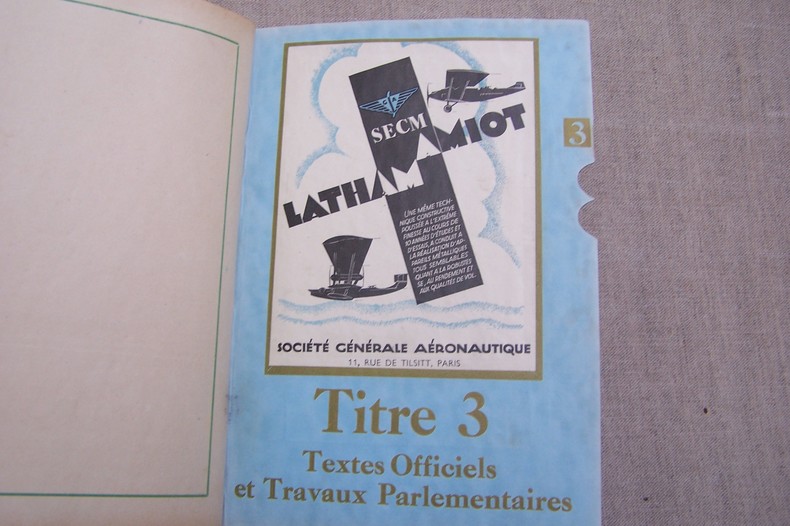 SECM
AMIOT
LATHAM
UNE MÊME TECH-
NIQUE CONSTRUCTIVE
POUSSÉE A L'EXTRÊME
FINESSE AU COURS DE
10 ANNÉES D'ÉTUDES ET
D'ESSAIS, A CONDUIT A
LA RÉALISATION D'AP-
PAREILS MÉTALLIQUES
TOUS SEMBLABLES
QUANT A LA ROBUSTES-
SE, AU RENDEMENT ET
AUX QUALITÉS DE VOL.
SOCIÉTÉ GÉNÉRALE AÉRONAUTIQUE
11, RUE DE TILSITT, PARIS
3
Titre 3
Textes Officiels
et Travaux Parlementaires